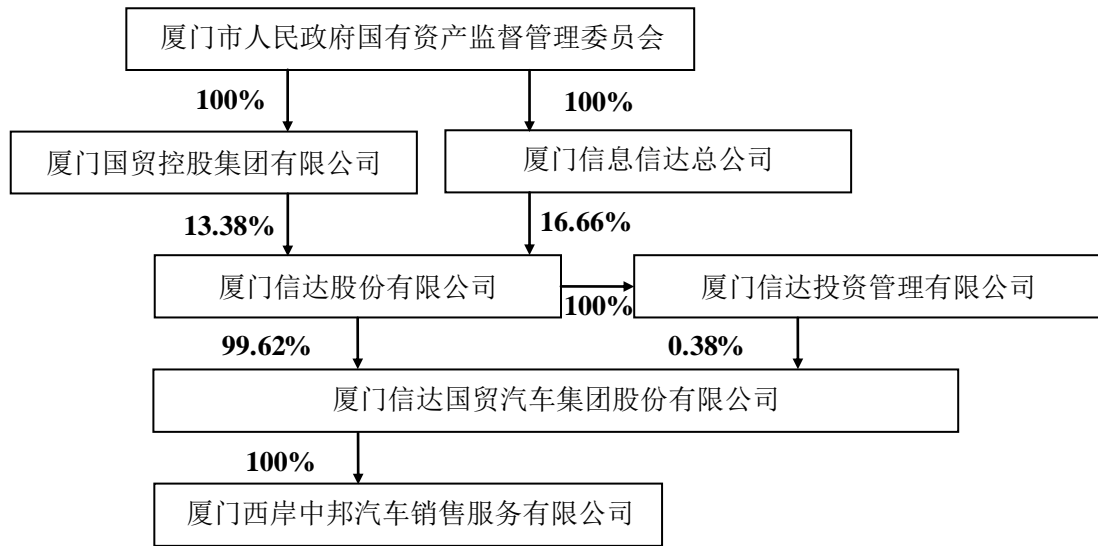 厦门市人民政府国有资产监督管理委员会
100%
100%
厦门国贸控股集团有限公司
厦门信息信达总公司
13.38%
16.66%
厦门信达股份有限公司
100%
厦门信达投资管理有限公司
99.62%
0.38%
厦门信达国贸汽车集团股份有限公司
100%
厦门西岸中邦汽车销售服务有限公司